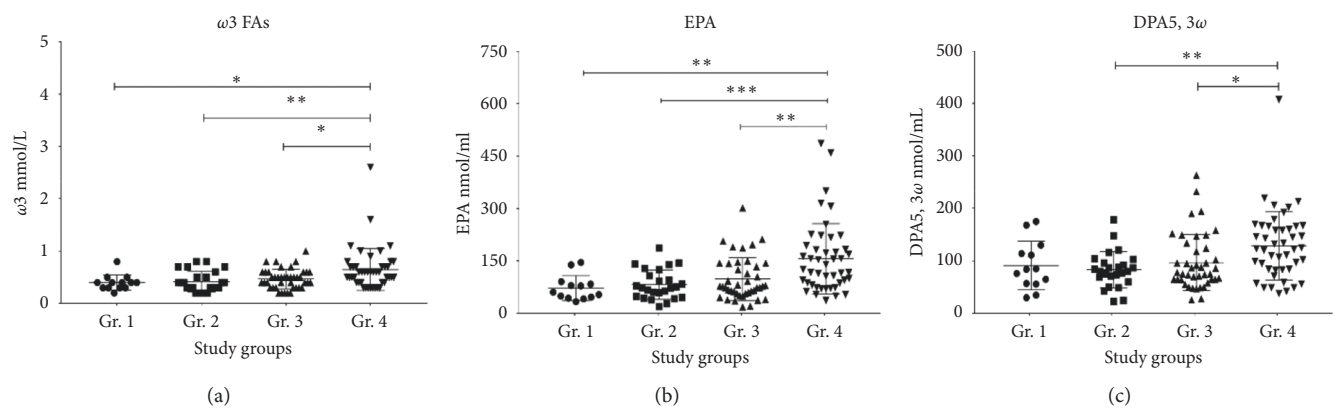 ω3 FAs
5
4
3
2
1
0
ω3 mmol/L
*
**
*
Gr. 1 Gr. 2 Gr. 3 Gr. 4
Study groups
(a)
EPA
750
600
450
300
150
0
EPA nmol/ml
**
***
**
Gr. 1 Gr. 2 Gr. 3 Gr. 4
Study groups
(b)
DPA5, 3ω
500
400
300
200
100
0
DPA5, 3ω nmol/mL
**
*
Gr. 1 Gr. 2 Gr. 3 Gr. 4
Study groups
(c)